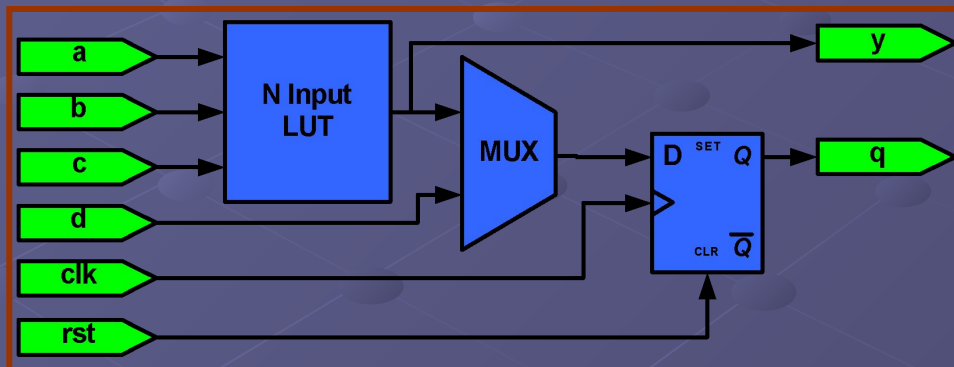 a
b
c
d
clk
rst
N Input
LUT
MUX
D SET Q
CLR Q̅
y
q